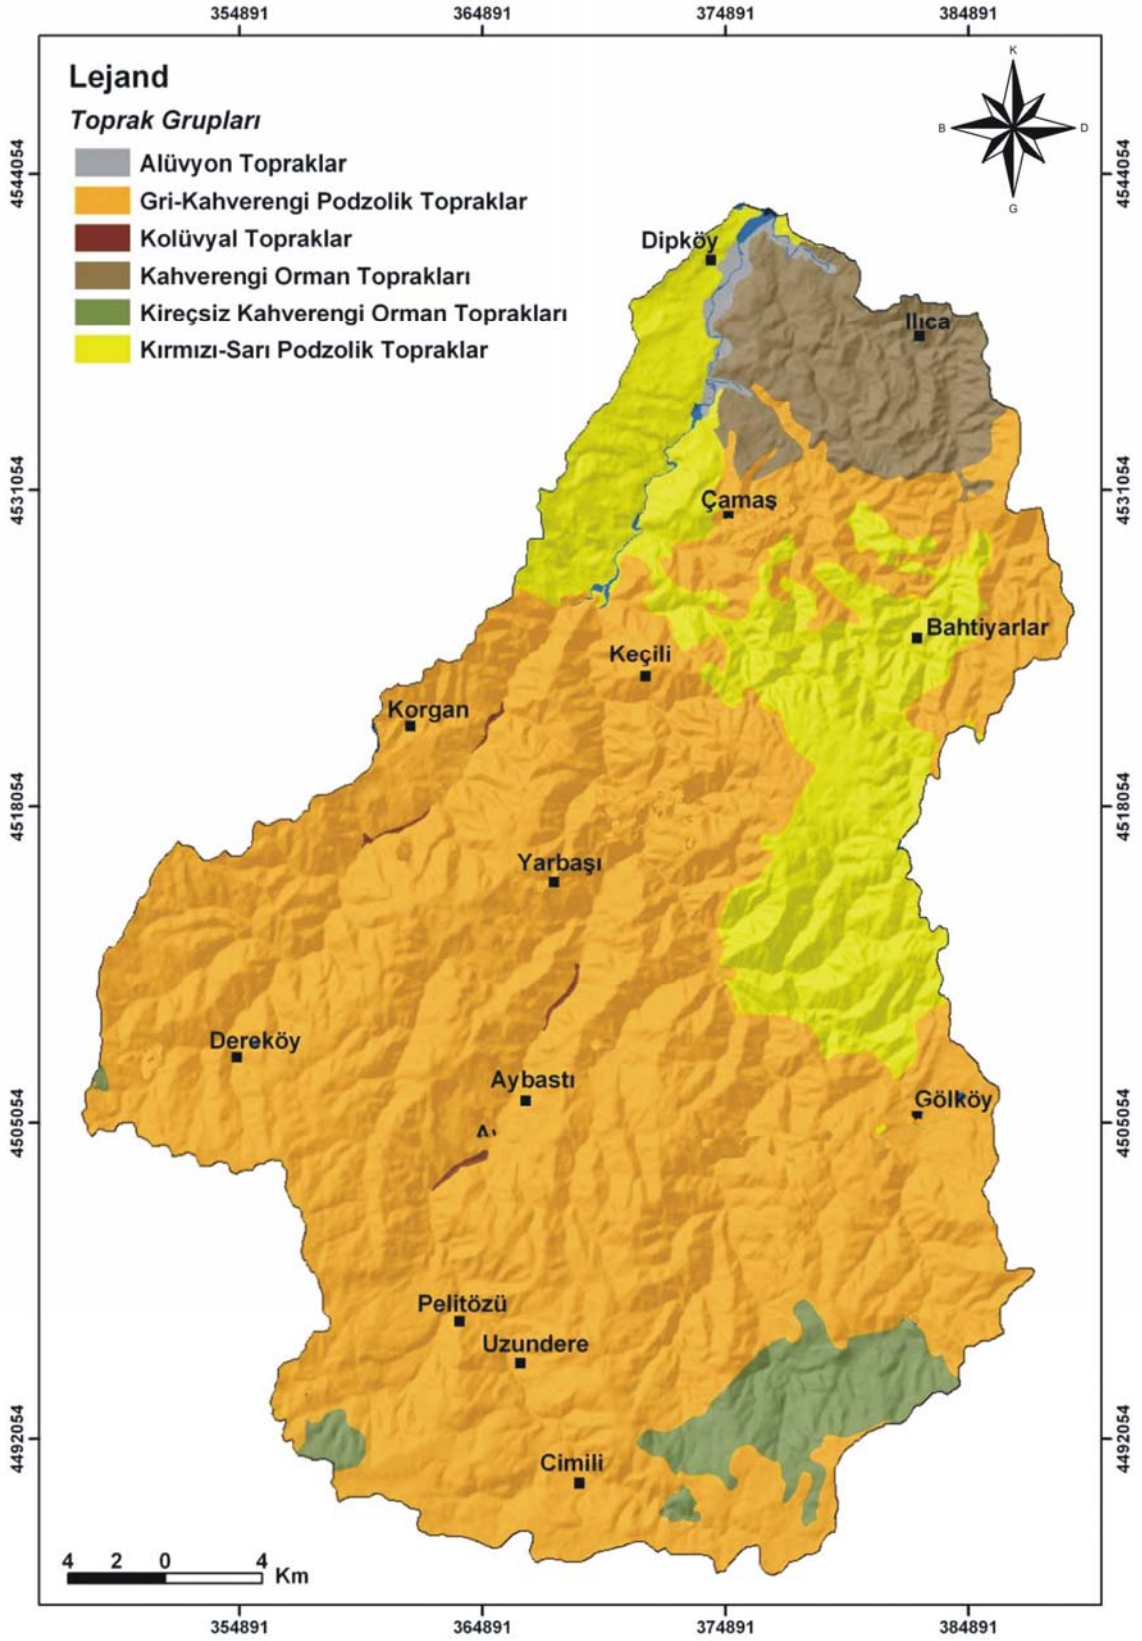 354891 364891 374891 384891
K
B D
G
Lejand
Toprak Grupları
Alüvyon Topraklar
Gri-Kahverengi Podzolik Topraklar
Kolüvyal Topraklar
Kahverengi Orman Toprakları
Kireçsiz Kahverengi Orman Toprakları
Kırmızı-Sarı Podzolik Topraklar
4544054 4544054
Dipköy
Ilıca
4531054 4531054
Çamaş
Bahtiyarlar
Keçili
Korgan
4518054 4518054
Yarbaşı
Dereköy
Aybastı
Gölköy
4505054 4505054
Pelitözü
Uzundere
4492054 4492054
Cimili
4 2 0 4
Km
354891 364891 374891 384891